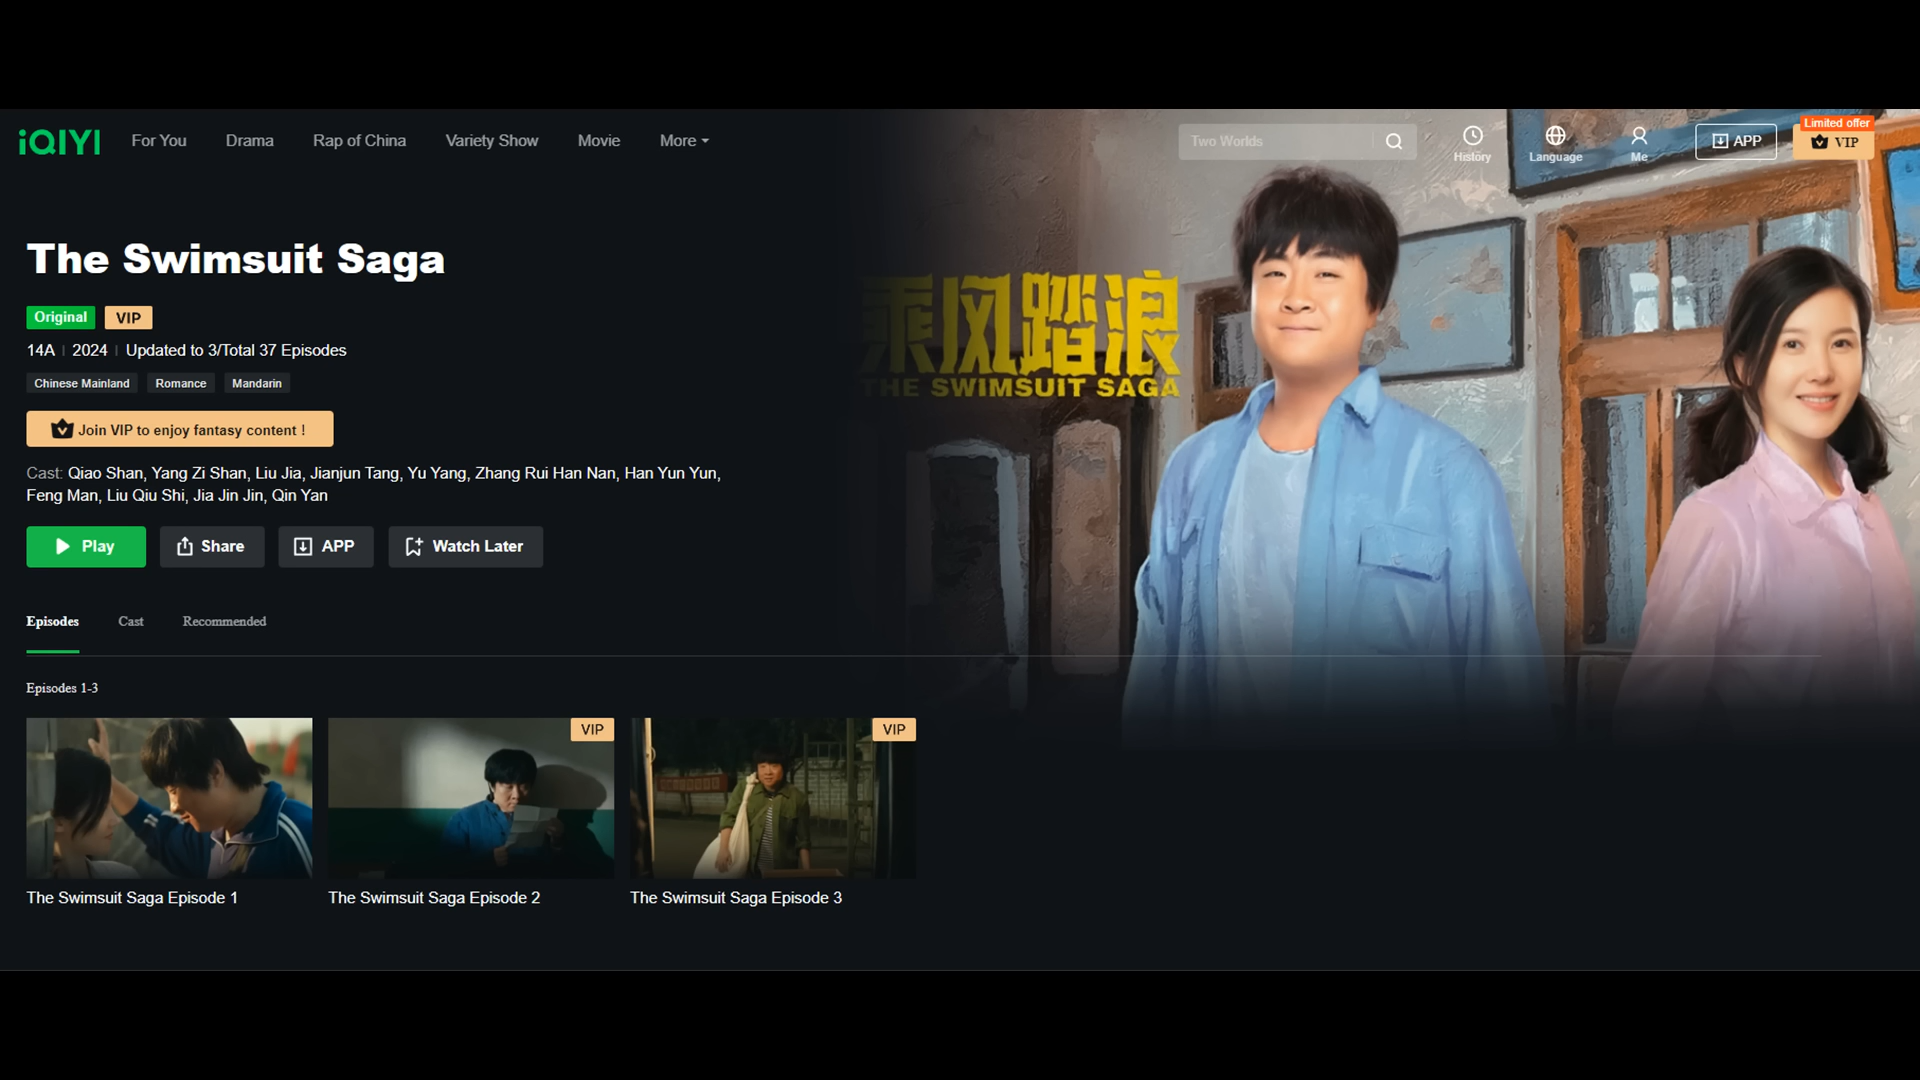 iQIYI For You Drama Rap of China Variety Show Movie More Two Worlds History Language Me APP Limited offer VIP
The Swimsuit Saga
Original VIP
14A 2024 Updated to 3/Total 37 Episodes
Chinese Mainland Romance Mandarin
Join VIP to enjoy fantasy content !
Cast: Qiao Shan, Yang Zi Shan, Liu Jia, Jianjun Tang, Yu Yang, Zhang Rui Han Nan, Han Yun Yun,
Feng Man, Liu Qiu Shi, Jia Jin Jin, Qin Yan
Play Share APP Watch Later
乘风踏浪
THE SWIMSUIT SAGA
Episodes Cast Recommended
Episodes 1-3
VIP VIP
The Swimsuit Saga Episode 1 The Swimsuit Saga Episode 2 The Swimsuit Saga Episode 3